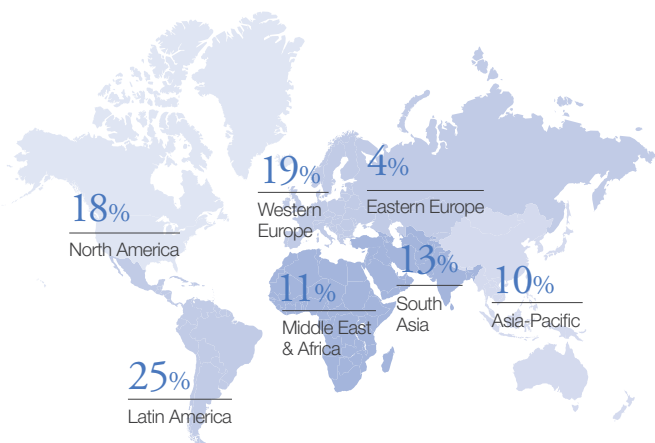 18%
North America
19%
Western
Europe
4%
Eastern Europe
11%
Middle East
& Africa
13%
South
Asia
10%
Asia-Pacific
25%
Latin America